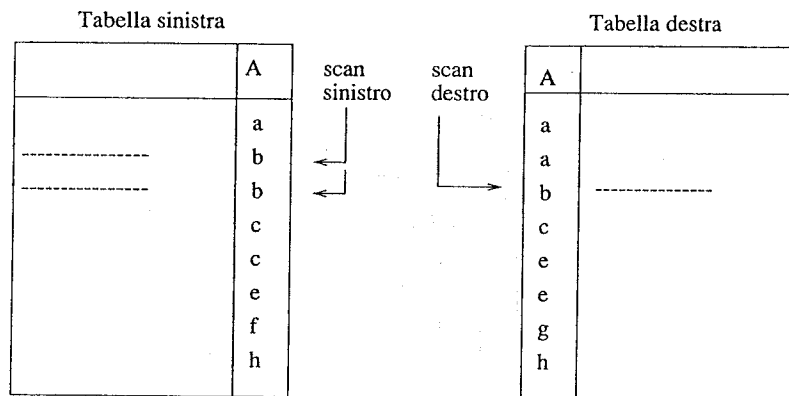 Tabella sinistra
Tabella destra
A
scan
sinistro
scan
destro
A
a
b
b
c
c
e
f
h
a
a
b
c
e
e
g
h